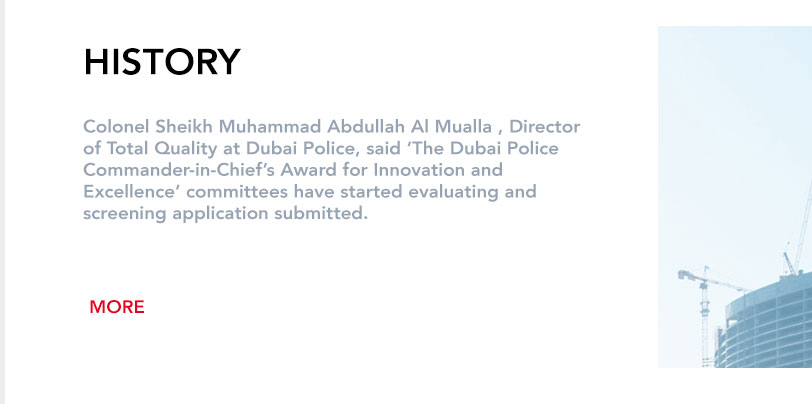 HISTORY
Colonel Sheikh Muhammad Abdullah Al Mualla , Director
of Total Quality at Dubai Police, said ‘The Dubai Police
Commander-in-Chief’s Award for Innovation and
Excellence’ committees have started evaluating and
screening application submitted.
MORE